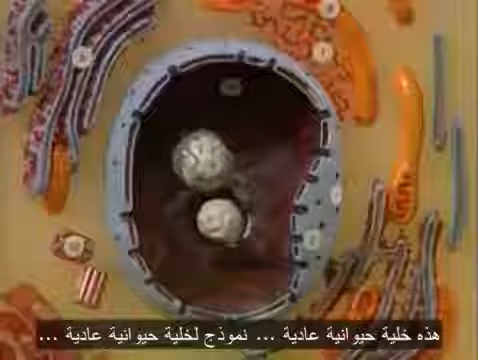 هذه خلية حيوانية عادية ... نموذج لخلية حيوانية عادية ...